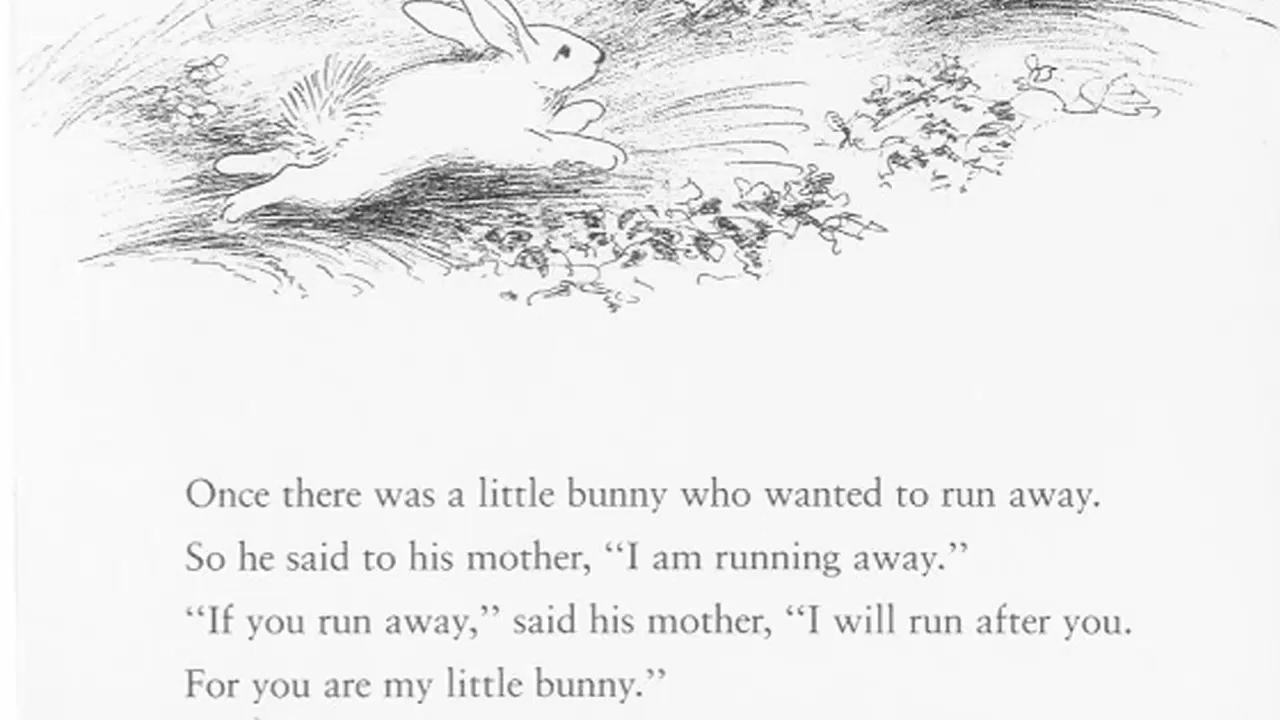 Once there was a little bunny who wanted to run away.
So he said to his mother, “I am running away.”
“If you run away,” said his mother, “I will run after you.
For you are my little bunny.”